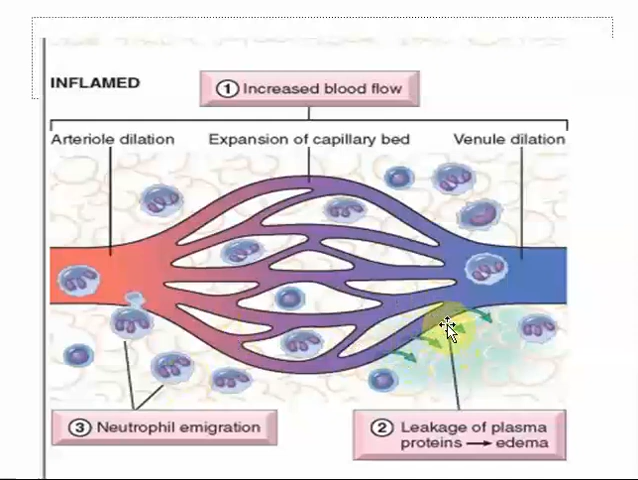 INFLAMED
① Increased blood flow
Arteriole dilation Expansion of capillary bed Venule dilation
③ Neutrophil emigration
② Leakage of plasma
proteins → edema